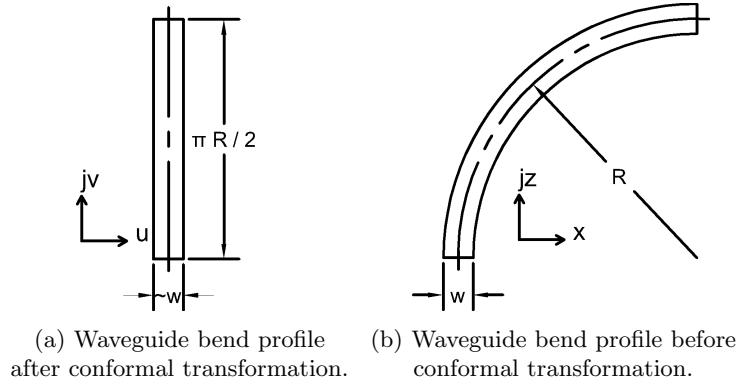 π R / 2
jv
u
~w
(a) Waveguide bend profile
after conformal transformation.
jz
x
R
w
(b) Waveguide bend profile before
conformal transformation.